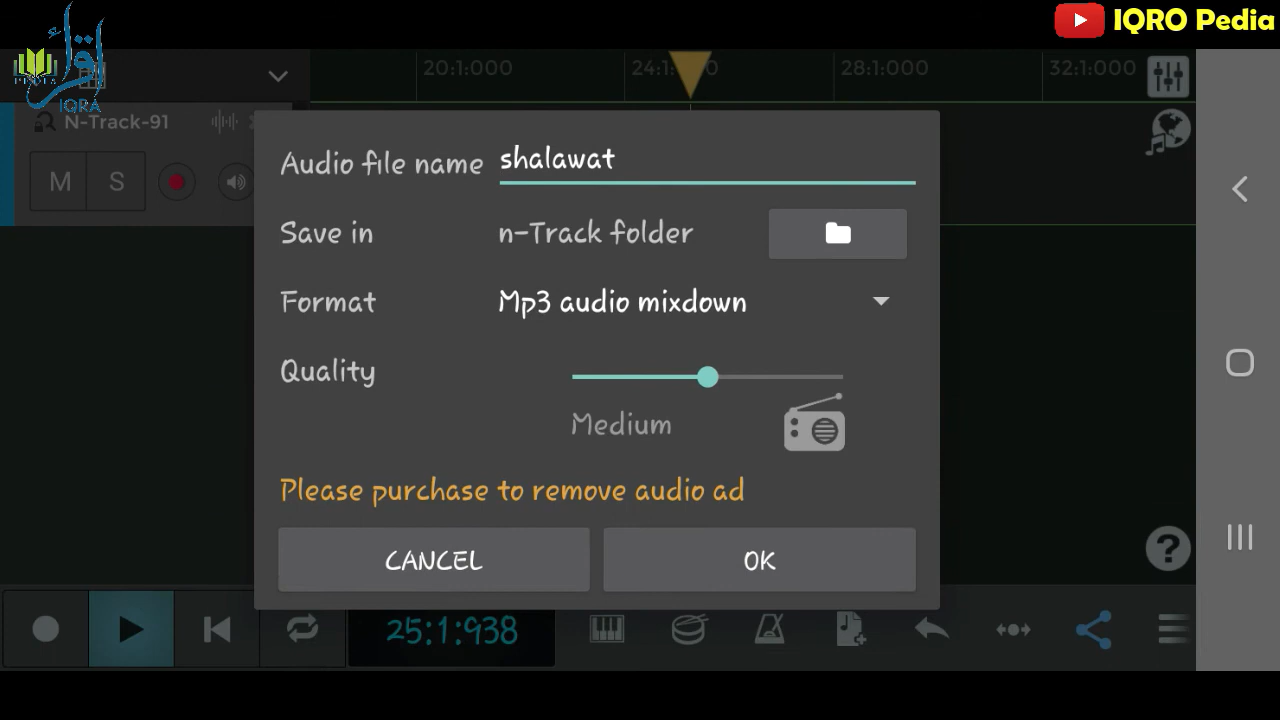 IQRO Pedia
اقرأ
IQRA
20:1:000
28:1:000
32:1:000
N-Track-91
M
S
Audio file name
shalawat
Save in
n-Track folder
Format
Mp3 audio mixdown
Quality
Medium
Please purchase to remove audio ad
CANCEL
OK
25:1:938
?